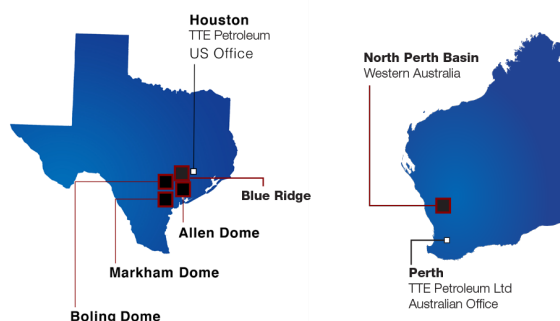 Houston
TTE Petroleum
US Office
Blue Ridge
Allen Dome
Markham Dome
Boling Dome
North Perth Basin
Western Australia
Perth
TTE Petroleum Ltd
Australian Office